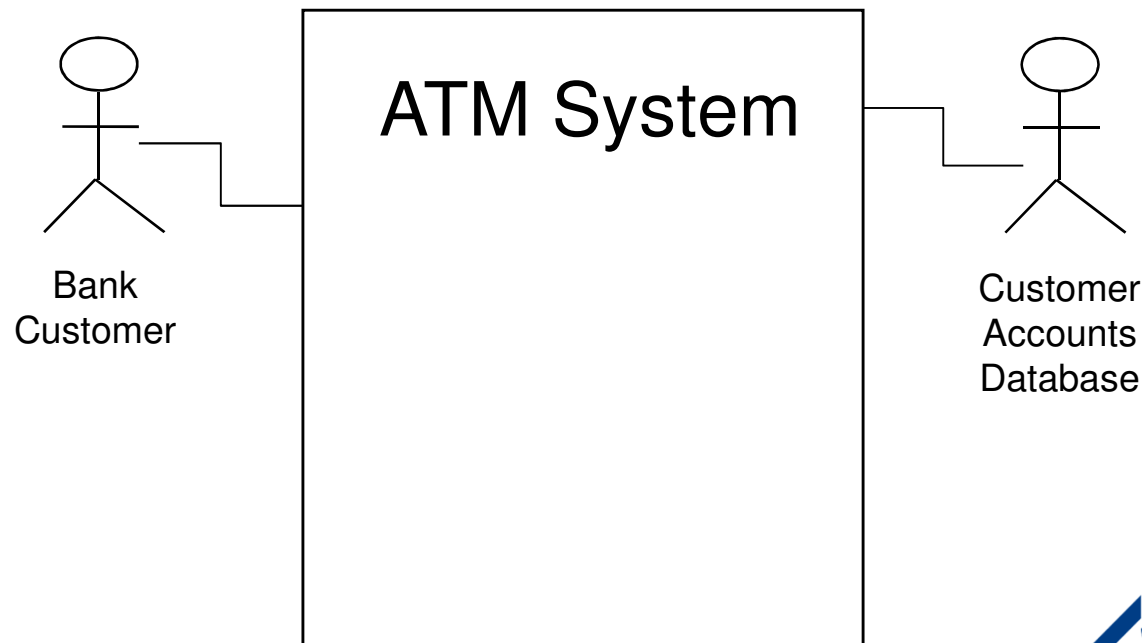 ATM System
Bank
Customer
Customer
Accounts
Database